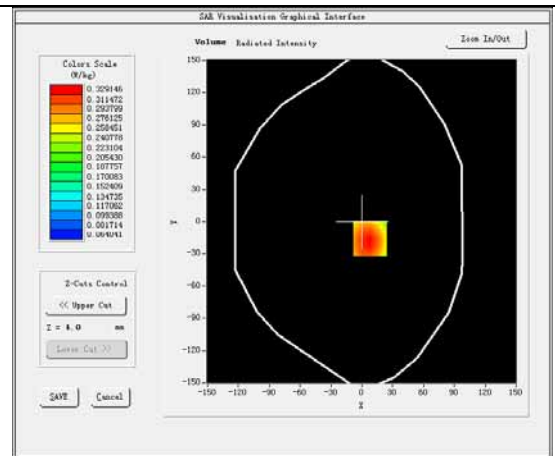 SAR Visualisation Graphical Interface
Volume Radiated Intensity
Zoom In/Out
Colors Scale
(W/kg)
0.329146
0.311472
0.293799
0.276125
0.258451
0.240778
0.223104
0.205430
0.187757
0.170083
0.152409
0.134735
0.117062
0.099388
0.081714
0.064041
Z-Cuts Control
<< Upper Cut
Z = 4.0 mm
Lower Cut >>
SAVE
Cancel
150
120
90
60
30
0
-30
-60
-90
-120
-150
Y
-150 -120 -90 -60 -30 0 30 60 90 120 150
X